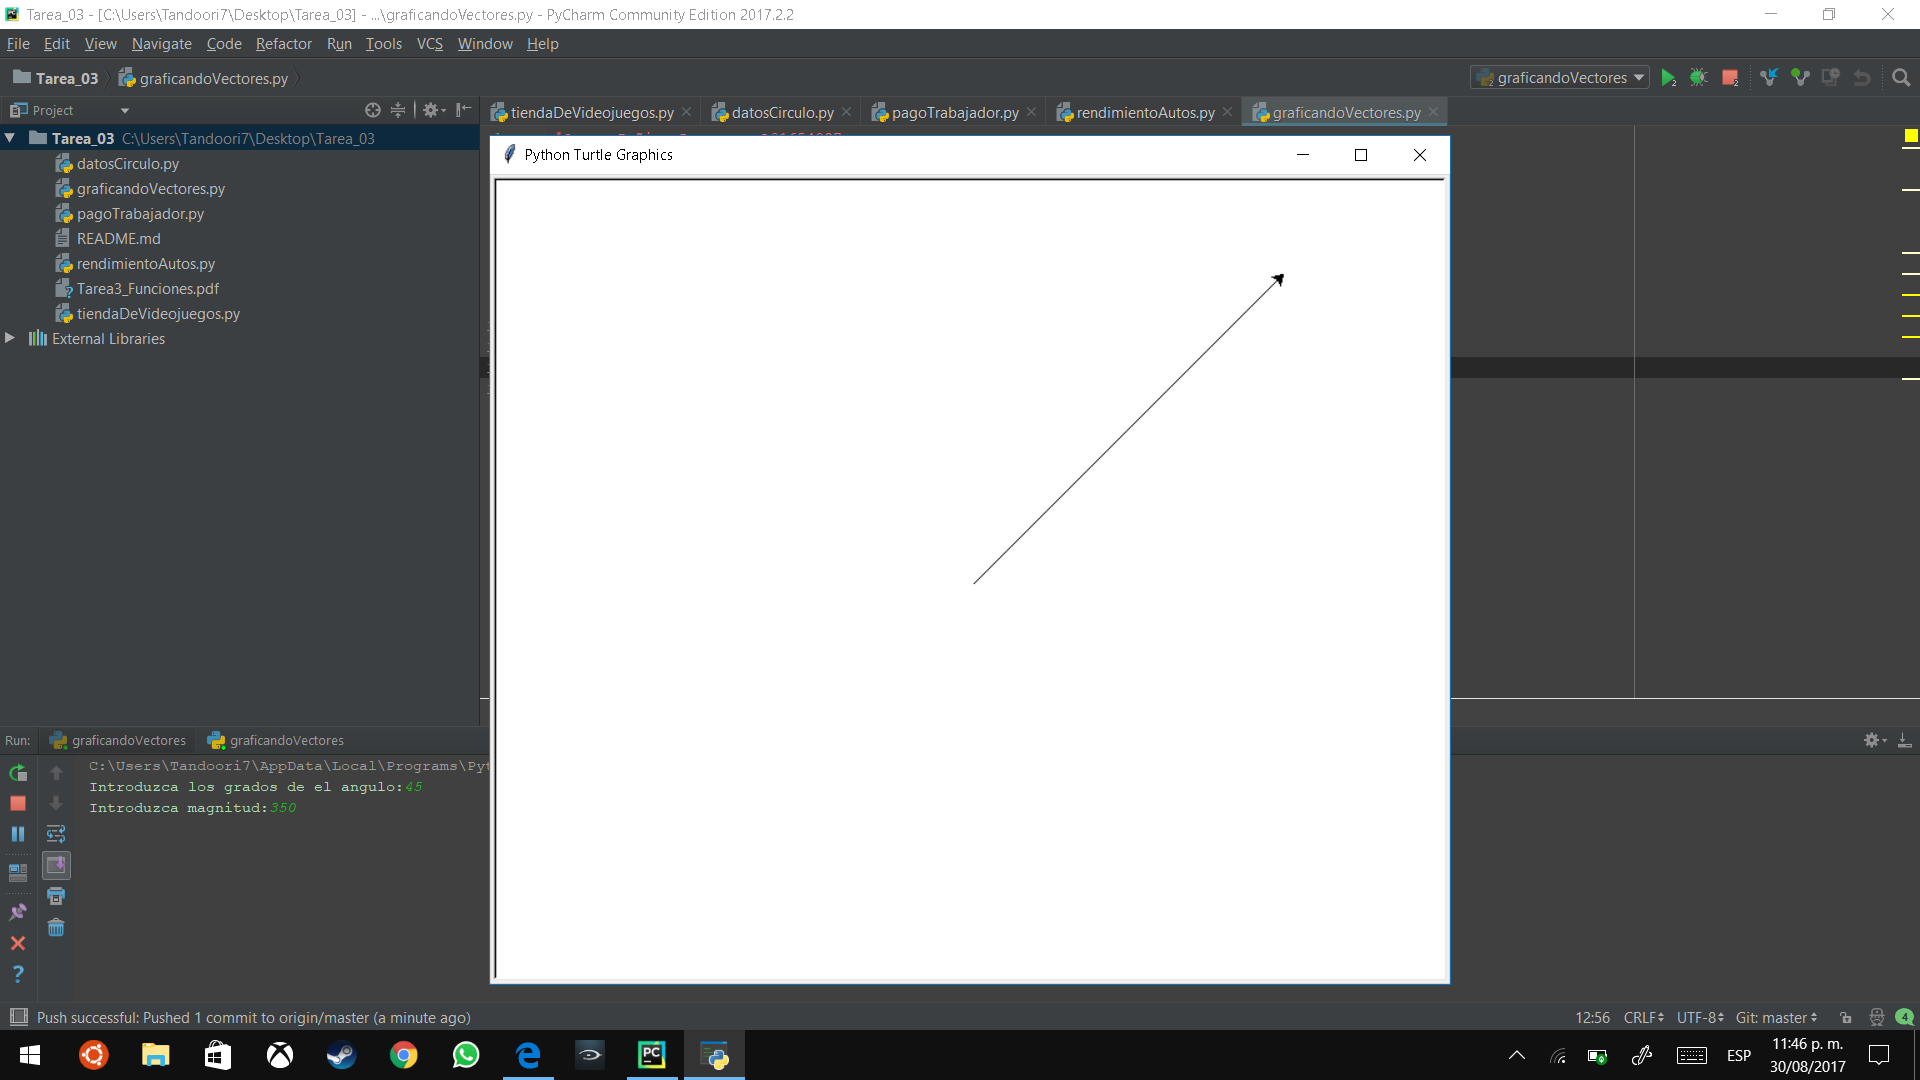 Tarea_03 - [C:\Users\Tandoori7\Desktop\Tarea_03] - ...\graficandoVectores.py - PyCharm Community Edition 2017.2.2
File Edit View Navigate Code Refactor Run Tools VCS Window Help
Tarea_03 graficandoVectores.py graficandoVectores
Project
tiendaDeVideojuegos.py datosCirculo.py pagoTrabajador.py rendimientoAutos.py graficandoVectores.py
Tarea_03 C:\Users\Tandoori7\Desktop\Tarea_03
datosCirculo.py
graficandoVectores.py
pagoTrabajador.py
README.md
rendimientoAutos.py
Tarea3_Funciones.pdf
tiendaDeVideojuegos.py
External Libraries
Python Turtle Graphics
Run: graficandoVectores graficandoVectores
C:\Users\Tandoori7\AppData\Local\Programs\Pyt
Introduzca los grados de el angulo:45
Introduzca magnitud:350
Push successful: Pushed 1 commit to origin/master (a minute ago)
12:56 CRLF UTF-8 Git: master 4
PC
ESP
11:46 p. m.
30/08/2017